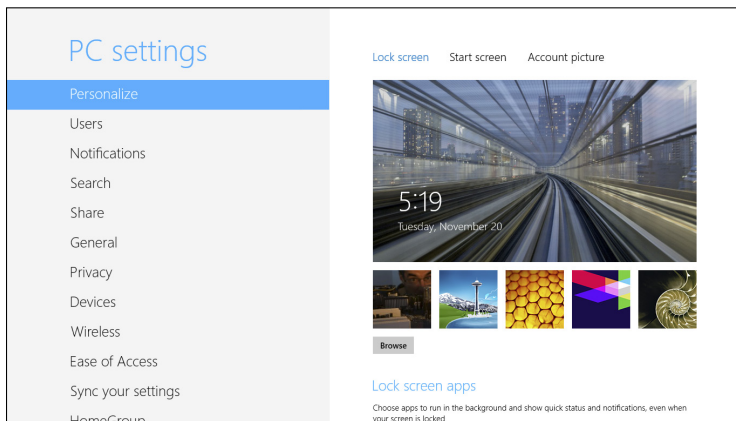 PC settings
Personalize
Users
Notifications
Search
Share
General
Privacy
Devices
Wireless
Ease of Access
Sync your settings
HomeGroup
Lock screen Start screen Account picture
5:19
Tuesday, November 20
Browse
Lock screen apps
Choose apps to run in the background and show quick status and notifications, even when
your screen is locked